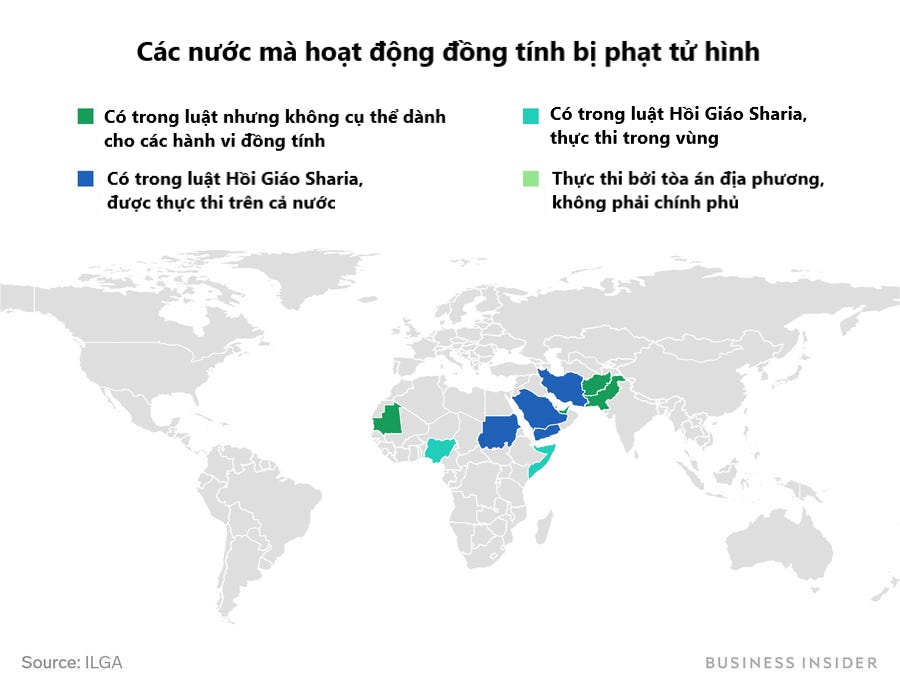 Các nước mà hoạt động đồng tính bị phạt tử hình
Có trong luật nhưng không cụ thể dành
cho các hành vi đồng tính
Có trong luật Hồi Giáo Sharia,
được thực thi trên cả nước
Có trong luật Hồi Giáo Sharia,
thực thi trong vùng
Thực thi bởi tòa án địa phương,
không phải chính phủ
Source: ILGA
BUSINESS INSIDER